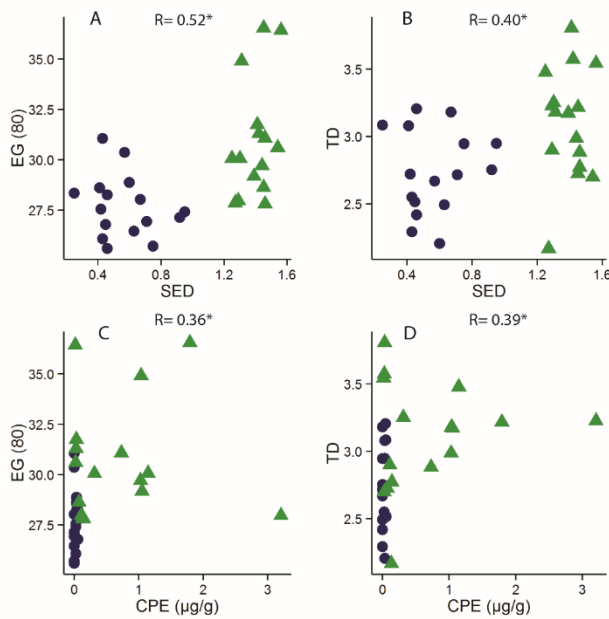 A R= 0.52*
35.0
32.5
30.0
27.5
EG (80)
0.4 0.8 1.2 1.6
SED
B R= 0.40*
3.5
3.0
2.5
TD
0.4 0.8 1.2 1.6
SED
C R= 0.36*
35.0
32.5
30.0
27.5
EG (80)
0 1 2 3
CPE (µg/g)
D R= 0.39*
3.5
3.0
2.5
TD
0 1 2 3
CPE (µg/g)